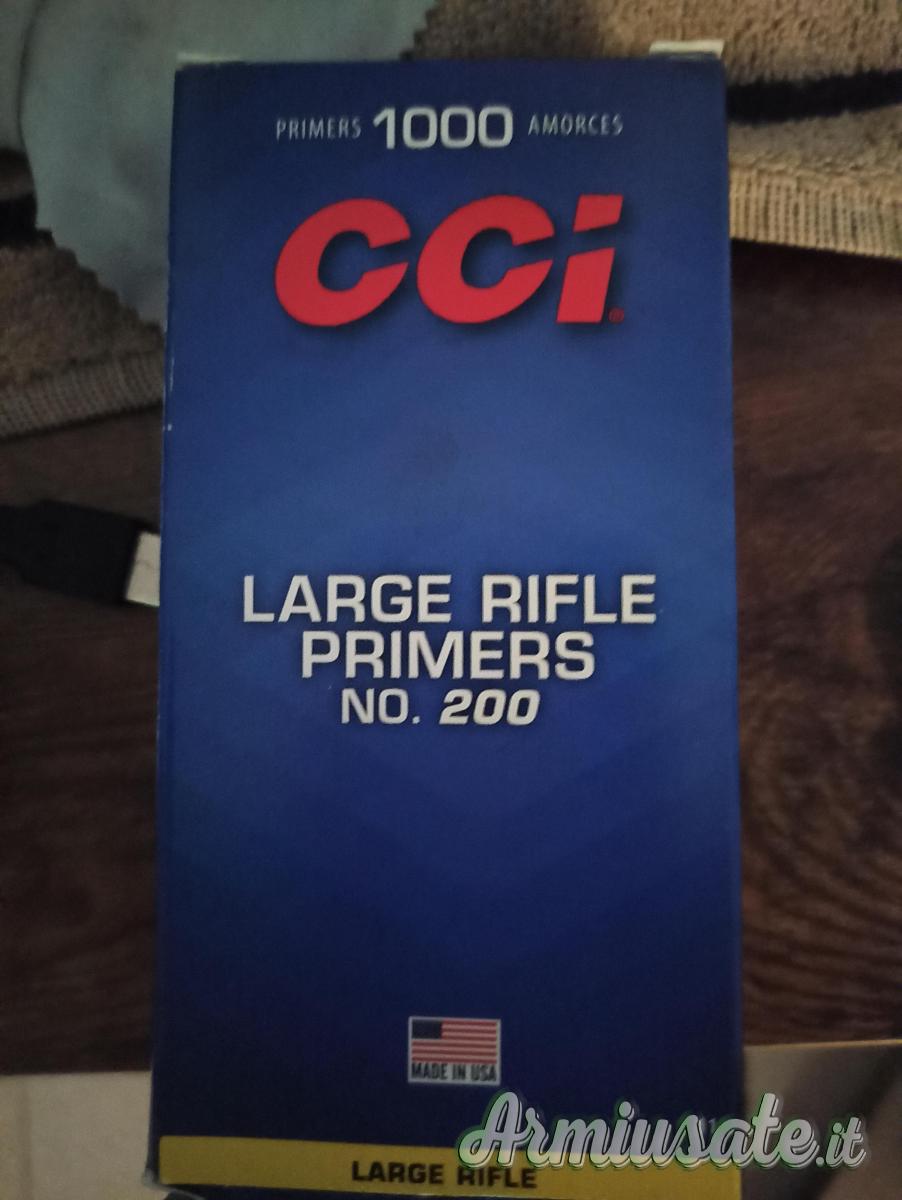 PRIMERS 1000 AMORCES
CCI®
LARGE RIFLE
PRIMERS
NO. 200
MADE IN USA
Armiusate.it
LARGE RIFLE